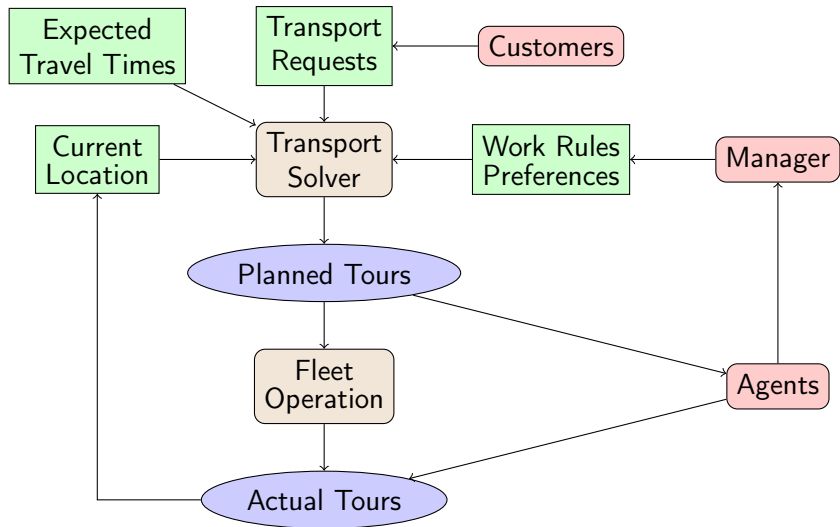 Expected
Travel Times
Transport
Requests
Customers
Current
Location
Transport
Solver
Work Rules
Preferences
Manager
Planned Tours
Fleet
Operation
Agents
Actual Tours